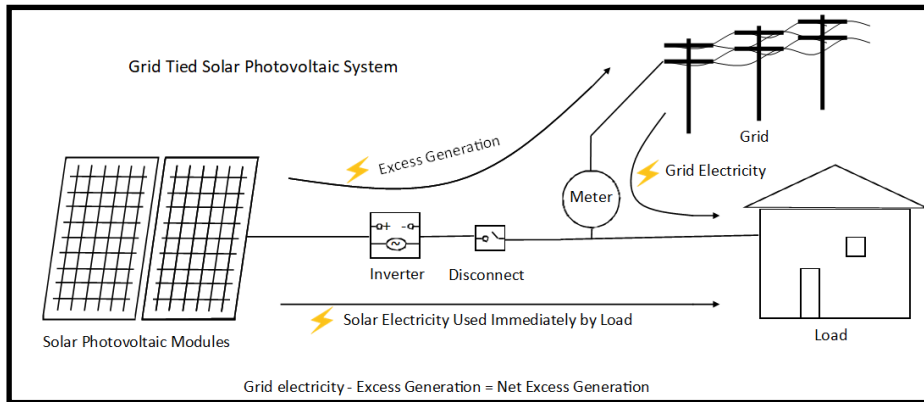 Grid Tied Solar Photovoltaic System
Excess Generation
Grid
Grid Electricity
Meter
Inverter
Disconnect
Solar Electricity Used Immediately by Load
Solar Photovoltaic Modules
Load
Grid electricity - Excess Generation = Net Excess Generation